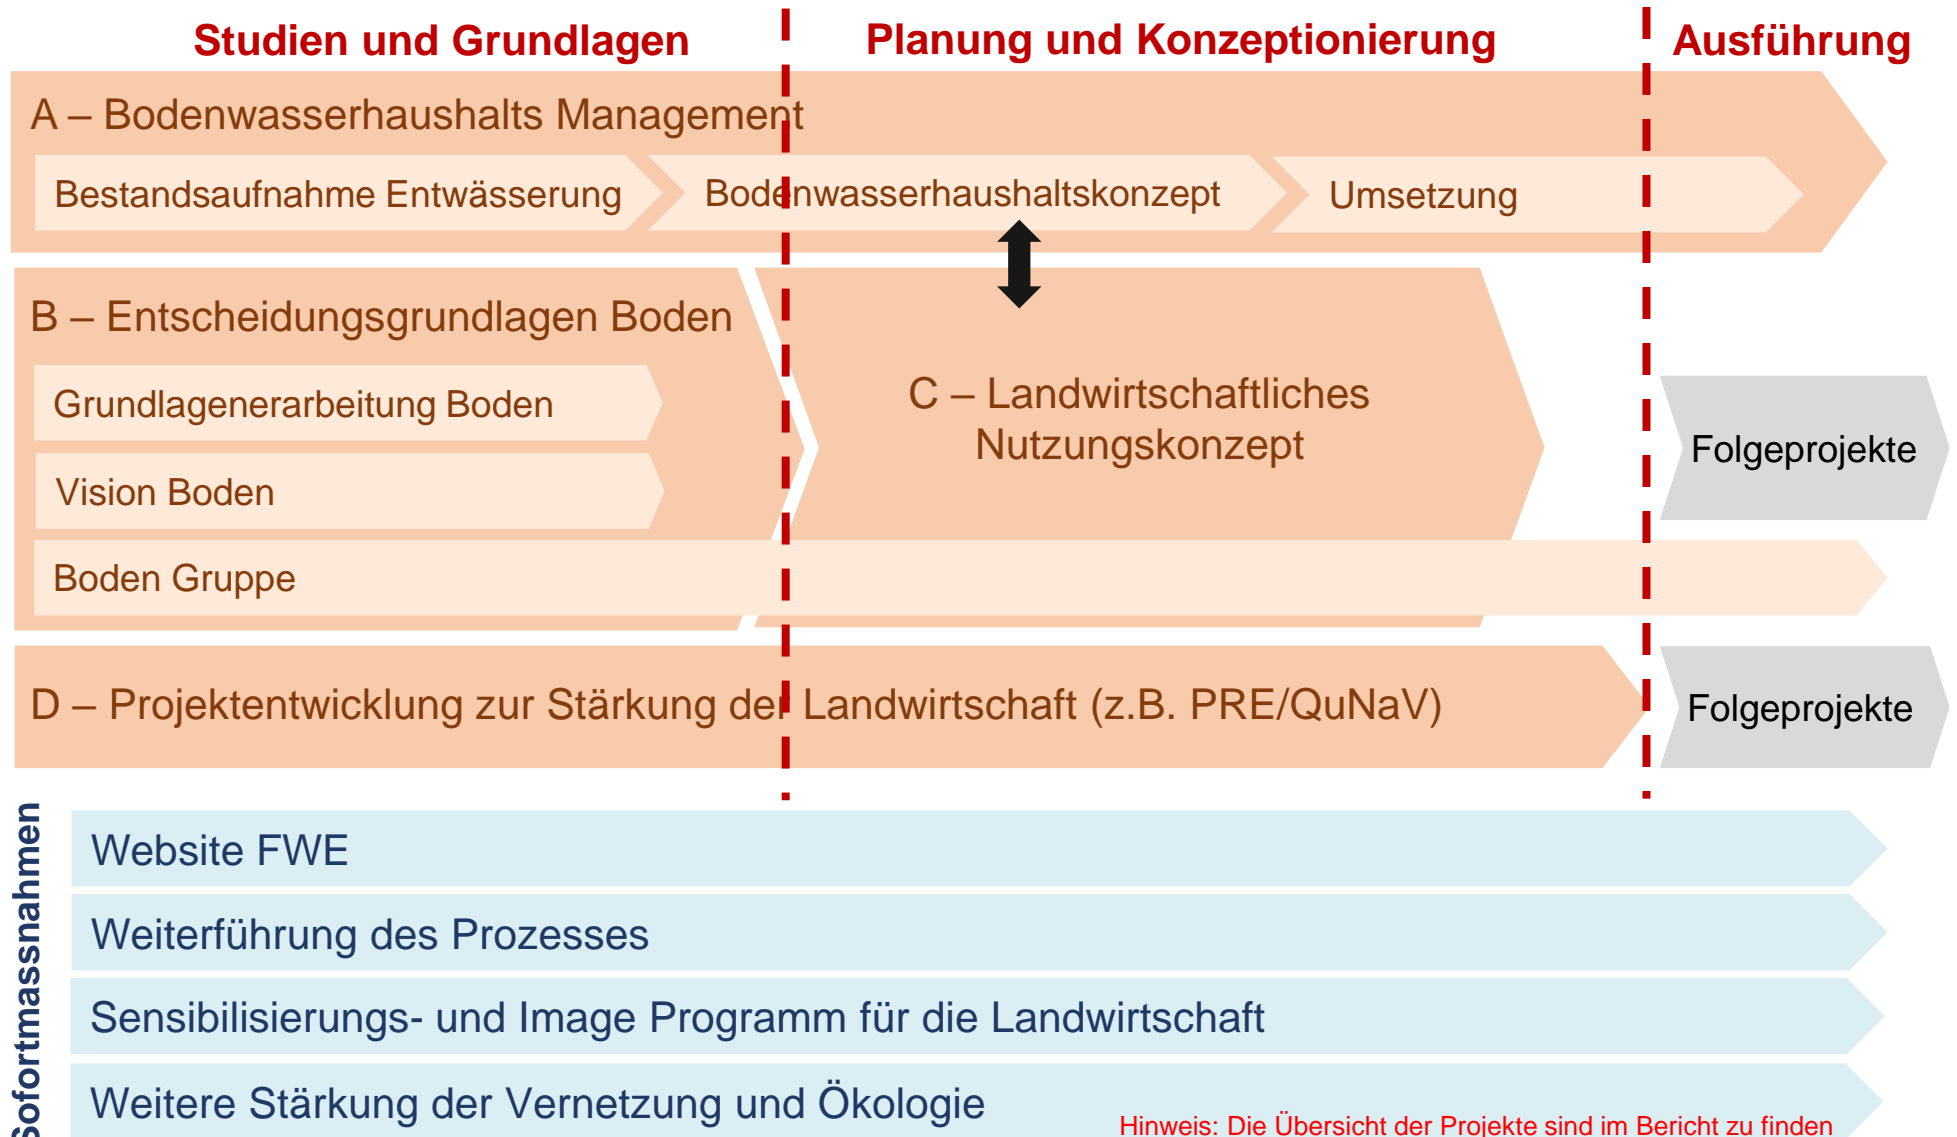 Studien und Grundlagen
Planung und Konzeptionierung
Ausführung
A – Bodenwasserhaushalts Management
Bestandsaufnahme Entwässerung
Bodenwasserhaushaltskonzept
Umsetzung
B – Entscheidungsgrundlagen Boden
Grundlagenerarbeitung Boden
Vision Boden
Boden Gruppe
C – Landwirtschaftliches
Nutzungskonzept
Folgeprojekte
D – Projektentwicklung zur Stärkung der Landwirtschaft (z.B. PRE/QuNaV)
Folgeprojekte
Sofortmassnahmen
Website FWE
Weiterführung des Prozesses
Sensibilisierungs- und Image Programm für die Landwirtschaft
Weitere Stärkung der Vernetzung und Ökologie
Hinweis: Die Übersicht der Projekte sind im Bericht zu finden